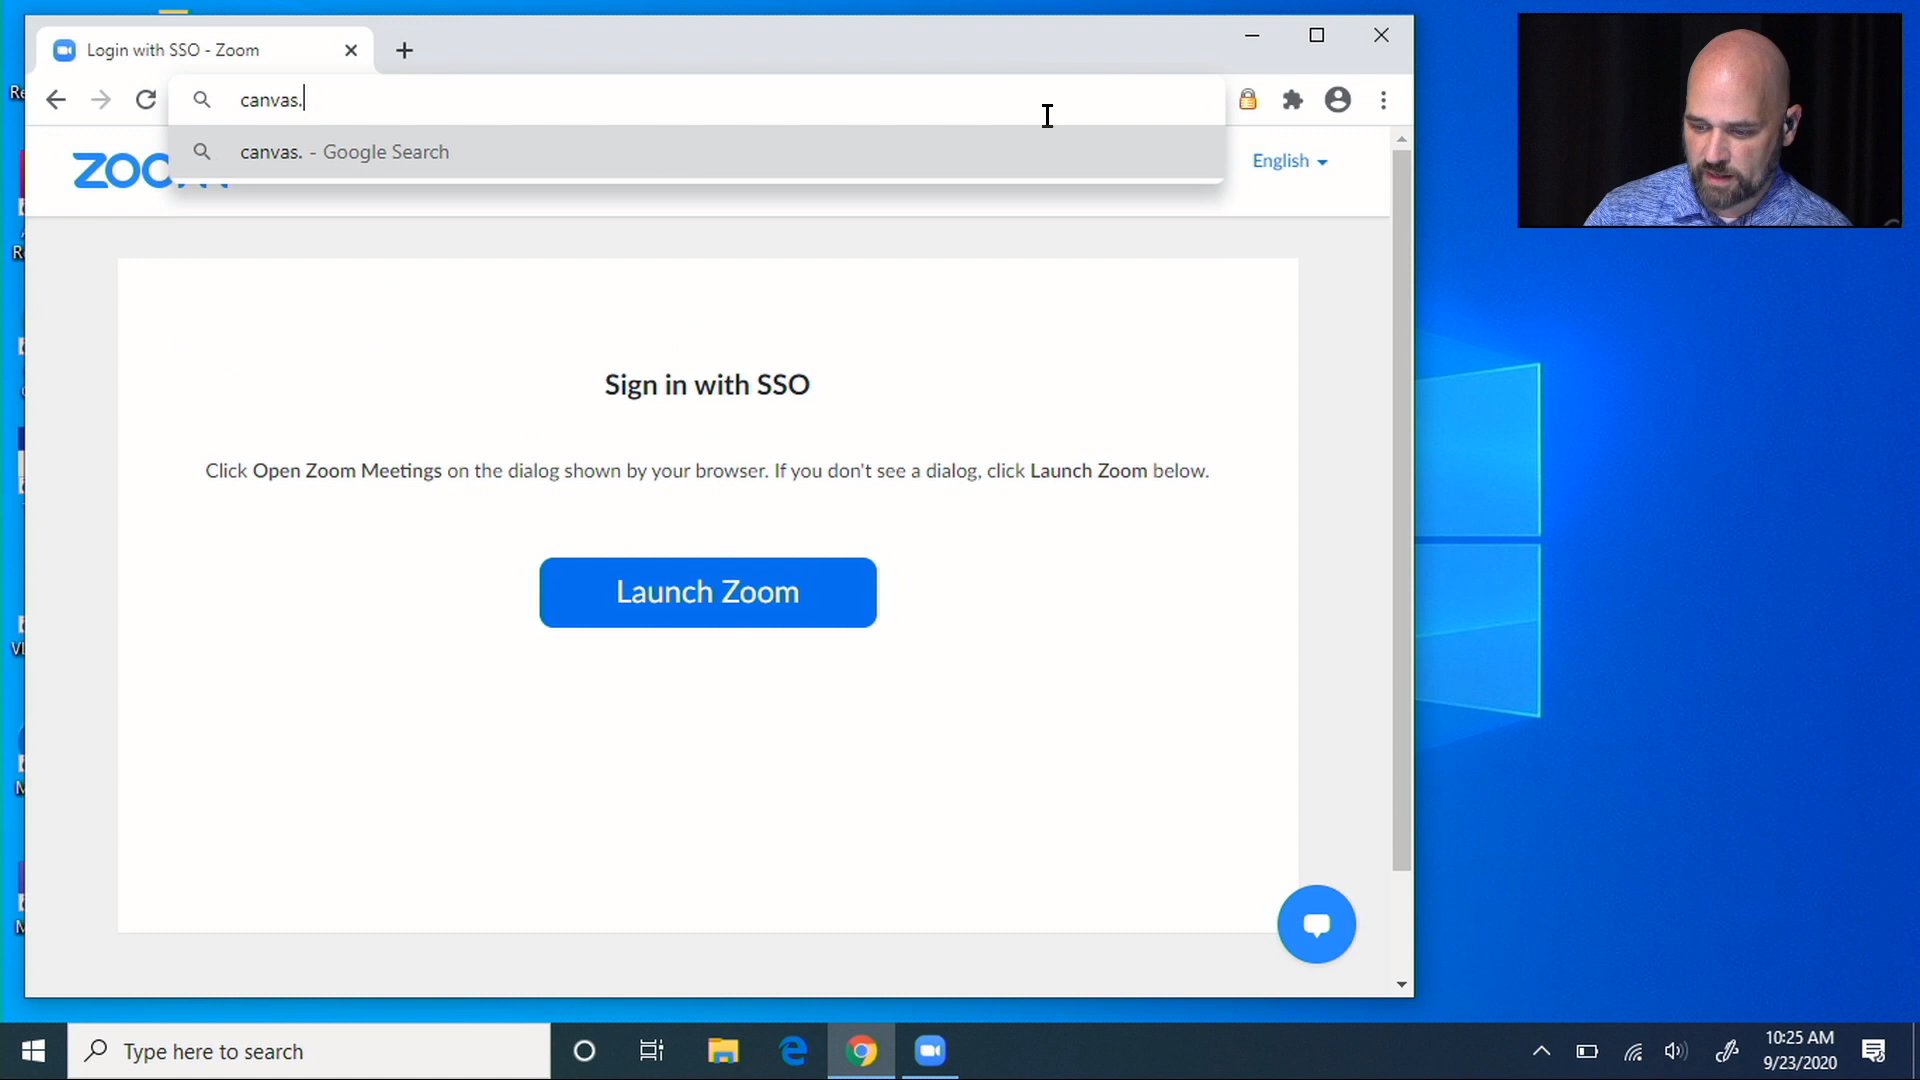 Login with SSO - Zoom
canvas.
canvas. - Google Search
English
Sign in with SSO
Click Open Zoom Meetings on the dialog shown by your browser. If you don't see a dialog, click Launch Zoom below.
Launch Zoom
Type here to search
10:25 AM
9/23/2020